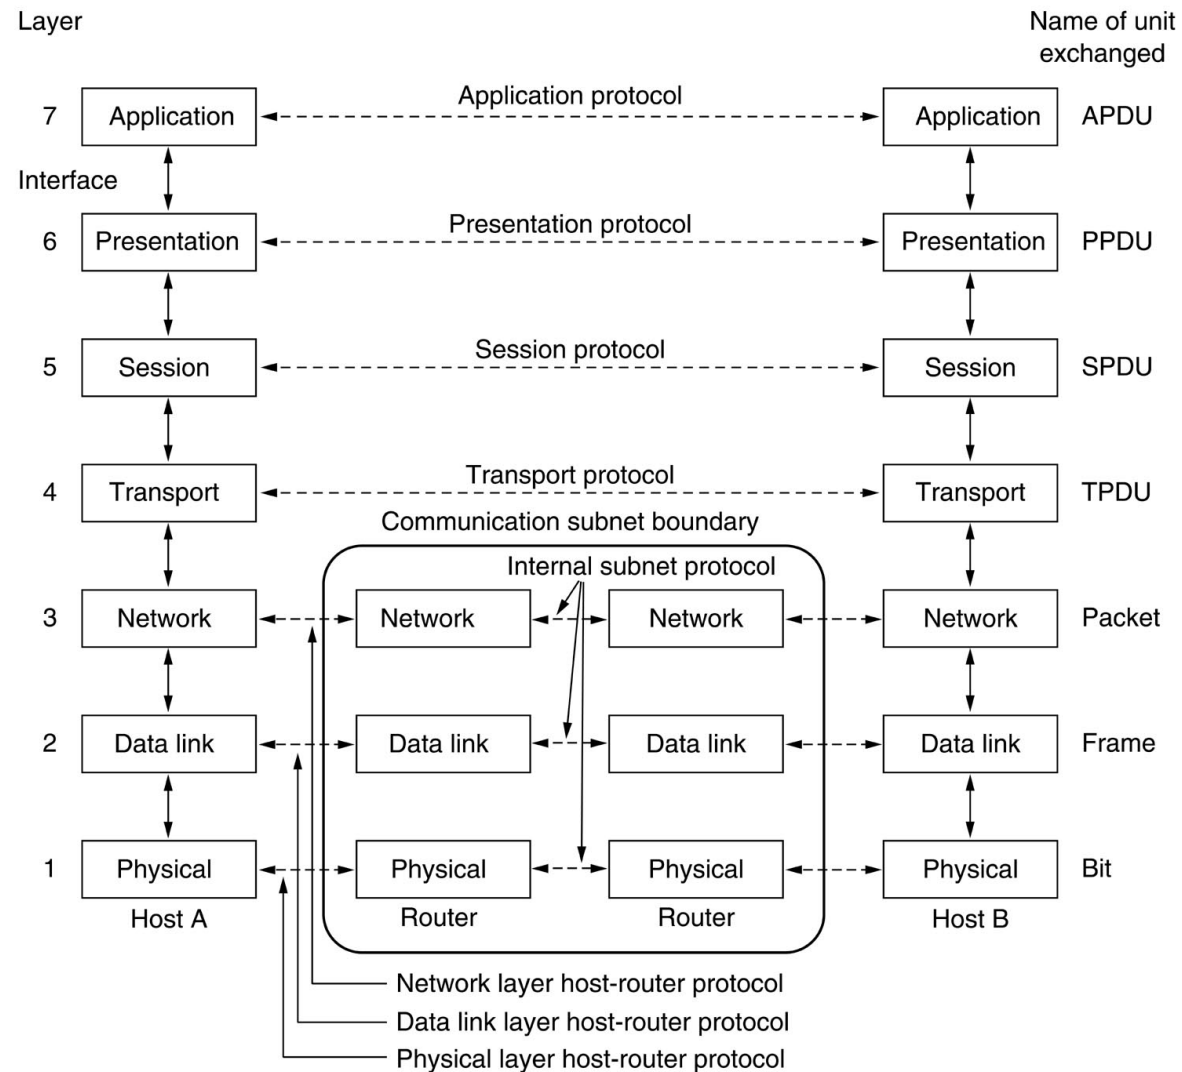 Layer
Name of unit
exchanged
Application protocol
7 Application Application APDU
Interface
Presentation protocol
6 Presentation Presentation PPDU
Session protocol
5 Session Session SPDU
Transport protocol
4 Transport Transport TPDU
Communication subnet boundary
Internal subnet protocol
3 Network Network Network Network Packet
2 Data link Data link Data link Data link Frame
1 Physical Physical Physical Physical Bit
Host A Router Router Host B
Network layer host-router protocol
Data link layer host-router protocol
Physical layer host-router protocol